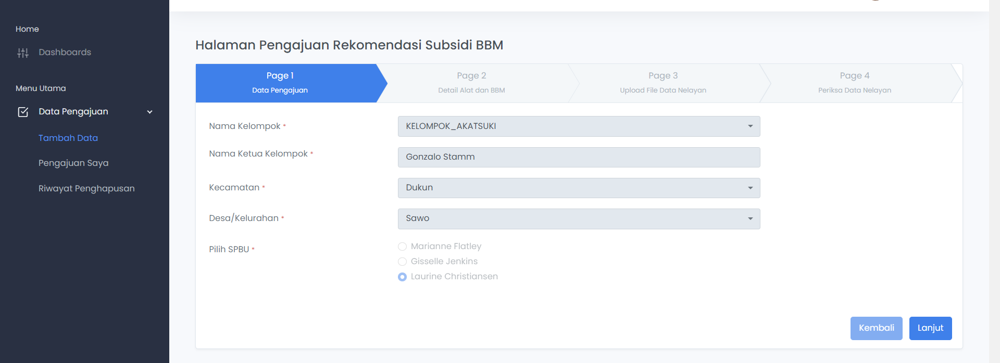 Home
Dashboards
Menu Utama
Data Pengajuan
Tambah Data
Pengajuan Saya
Riwayat Penghapusan
Halaman Pengajuan Rekomendasi Subsidi BBM
Page 1
Data Pengajuan
Page 2
Detail Alat dan BBM
Page 3
Upload File Data Nelayan
Page 4
Periksa Data Nelayan
Nama Kelompok *
KELOMPOK_AKATSUKI
Nama Ketua Kelompok *
Gonzalo Stamm
Kecamatan *
Dukun
Desa/Kelurahan *
Sawo
Pilih SPBU *
Marianne Flatley
Gisselle Jenkins
Laurine Christiansen
Kembali
Lanjut